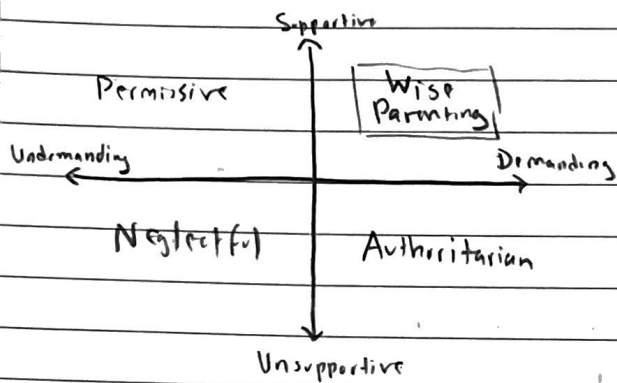 Supportive
Permissive
Wise
Parenting
Undemanding
Demanding
Neglectful
Authoritarian
Unsupportive